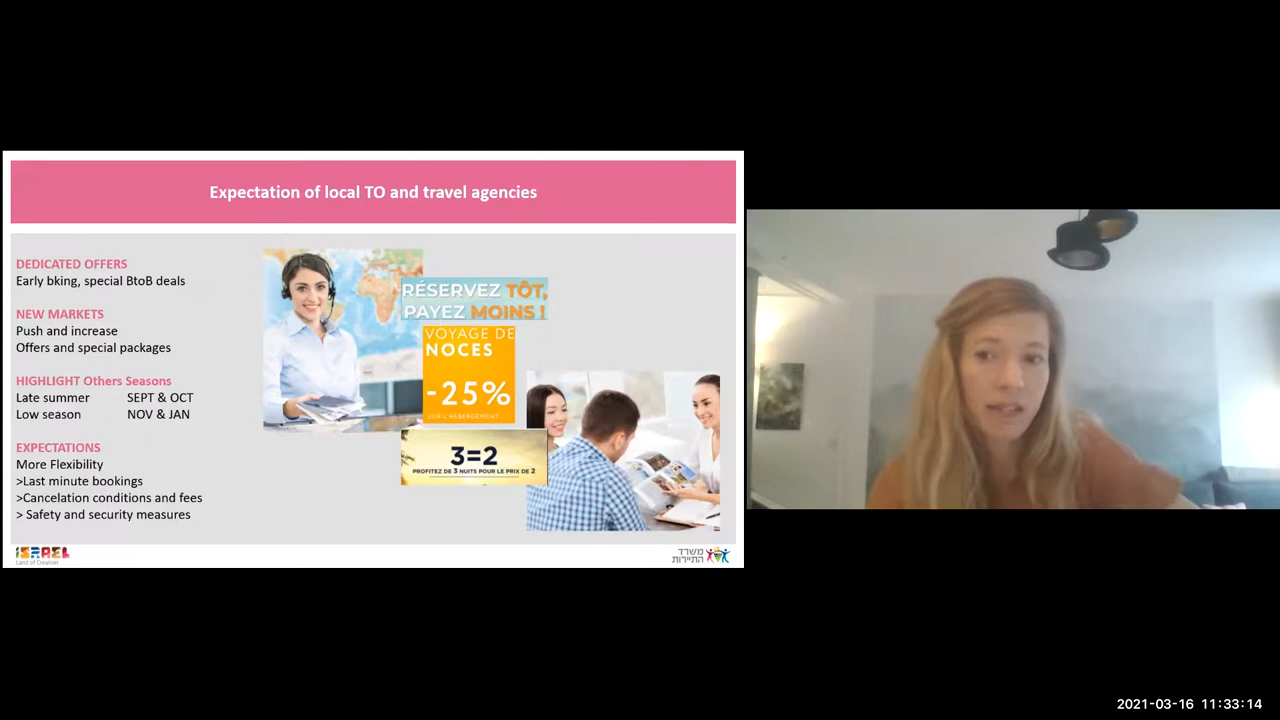 Expectation of local TO and travel agencies
DEDICATED OFFERS
Early bking, special BtoB deals
NEW MARKETS
Push and increase
Offers and special packages
HIGHLIGHT Others Seasons
Late summer SEPT & OCT
Low season NOV & JAN
EXPECTATIONS
More Flexibility
>Last minute bookings
>Cancelation conditions and fees
> Safety and security measures
RÉSERVEZ TÔT,
PAYEZ MOINS !
VOYAGE DE
NOCES
-25%
SUR L'HÉBERGEMENT
3=2
PROFITEZ DE 3 NUITS POUR LE PRIX DE 2
ISRAEL
Land of Creation
משרד
התיירות
2021-03-16 11:33:14